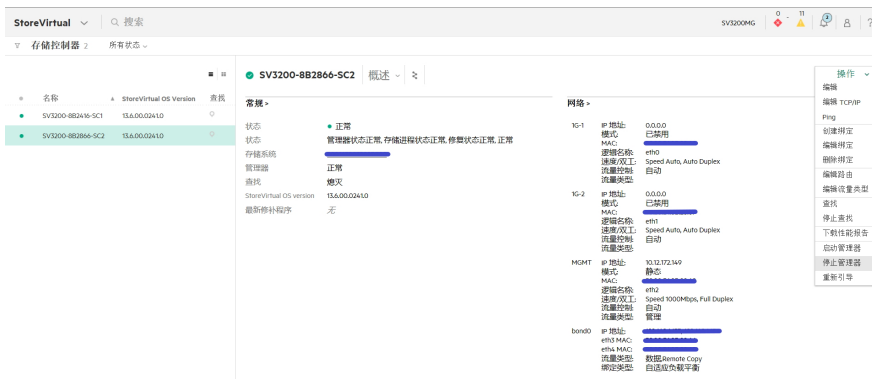 StoreVirtual
搜索
SV3200MG
0
11
3
?
存储控制器 2
所有状态
名称
StoreVirtual OS Version
查找
SV3200-8B2416-SC1
13.6.00.0241.0
SV3200-8B2866-SC2
13.6.00.0241.0
SV3200-8B2866-SC2
概述
常规 >
状态
正常
状态
管理器状态正常, 存储进程状态正常, 修复状态正常, 正常
存储系统
管理器
正常
查找
熄灭
StoreVirtual OS version
13.6.00.0241.0
最新修补程序
无
网络 >
1G-1
IP 地址: 0.0.0.0
模式: 已禁用
MAC:
逻辑名称: eth0
速度/双工: Speed Auto, Auto Duplex
流量控制: 自动
流量类型:
1G-2
IP 地址: 0.0.0.0
模式: 已禁用
MAC:
逻辑名称: eth1
速度/双工: Speed Auto, Auto Duplex
流量控制: 自动
流量类型:
MGMT
IP 地址: 10.12.172.149
模式: 静态
MAC:
逻辑名称: eth2
速度/双工: Speed 1000Mbps, Full Duplex
流量控制: 自动
流量类型: 管理
bond0
IP 地址:
eth3 MAC:
eth4 MAC:
流量类型: 数据,Remote Copy
绑定类型: 自适应负载平衡
操作
编辑
编辑 TCP/IP
Ping
创建绑定
编辑绑定
删除绑定
编辑路由
编辑流量类型
查找
停止查找
下载性能报告
启动管理器
停止管理器
重新引导